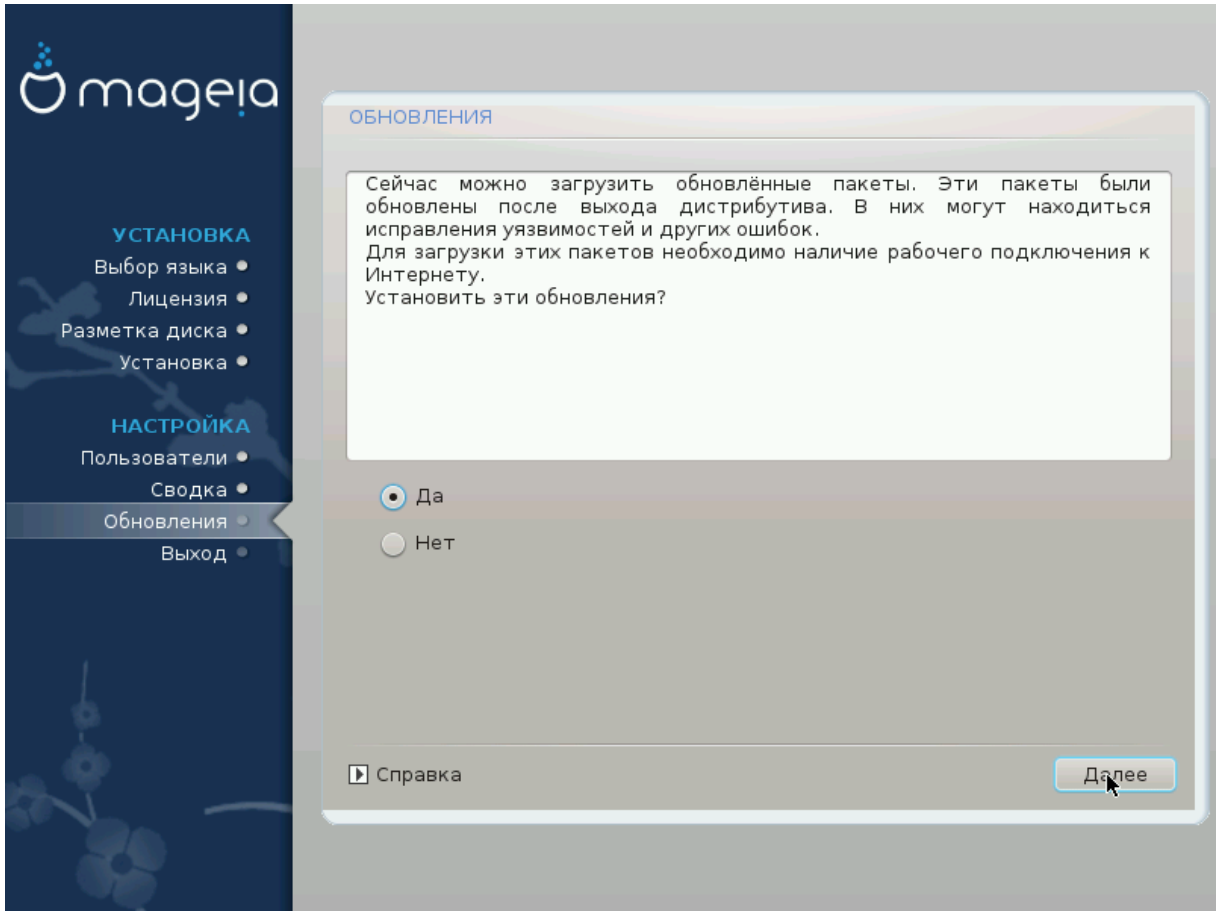 mageia
УСТАНОВКА
Выбор языка
Лицензия
Разметка диска
Установка
НАСТРОЙКА
Пользователи
Сводка
Обновления
Выход
ОБНОВЛЕНИЯ
Сейчас можно загрузить обновлённые пакеты. Эти пакеты были
обновлены после выхода дистрибутива. В них могут находиться
исправления уязвимостей и других ошибок.
Для загрузки этих пакетов необходимо наличие рабочего подключения к
Интернету.
Установить эти обновления?
Да
Нет
Справка
Далее